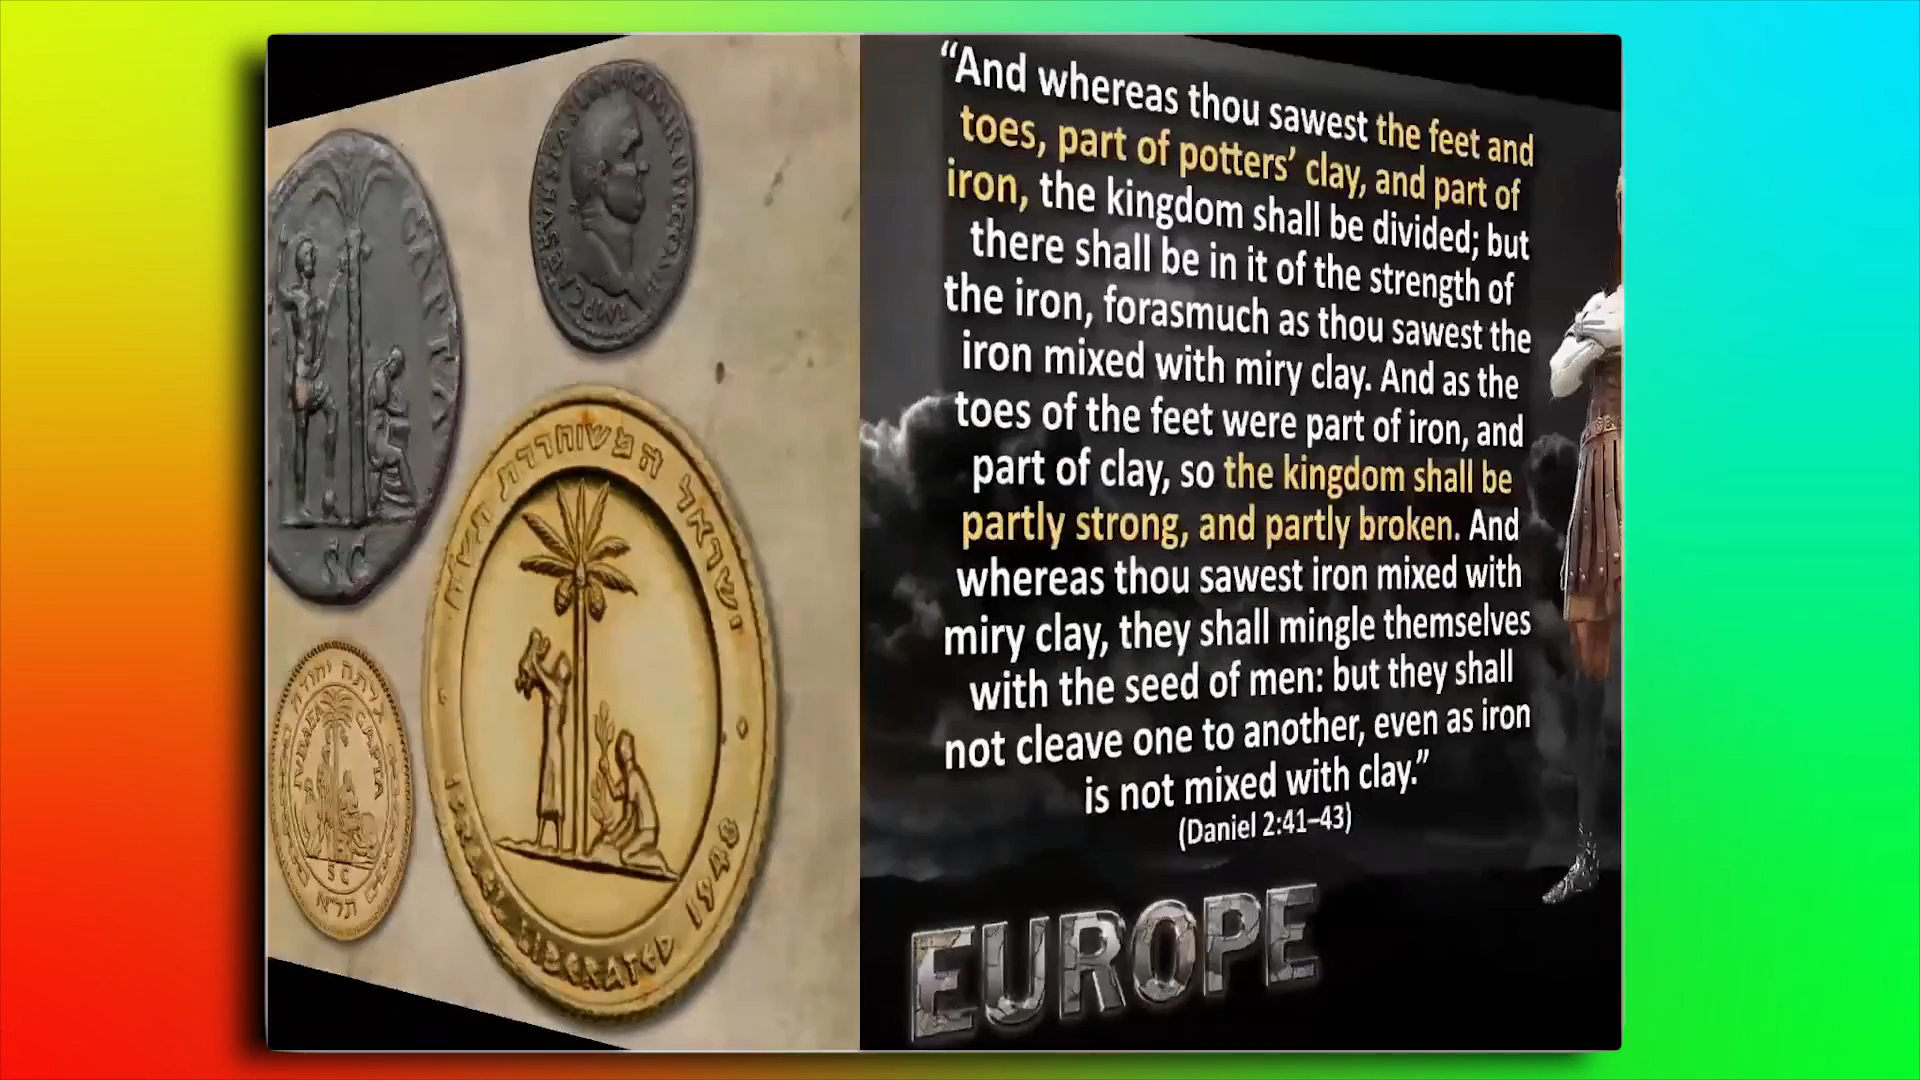 CAPTA
SC
ישראל המשוחררת תש"ח
ISRAEL LIBERATED 1948
גלתה יהודה
IVDAEA CAPTA
SC
“And whereas thou sawest the feet and
toes, part of potters’ clay, and part of
iron, the kingdom shall be divided; but
there shall be in it of the strength of
the iron, forasmuch as thou sawest the
iron mixed with miry clay. And as the
toes of the feet were part of iron, and
part of clay, so the kingdom shall be
partly strong, and partly broken. And
whereas thou sawest iron mixed with
miry clay, they shall mingle themselves
with the seed of men: but they shall
not cleave one to another, even as iron
is not mixed with clay.”
(Daniel 2:41–43)
EUROPE